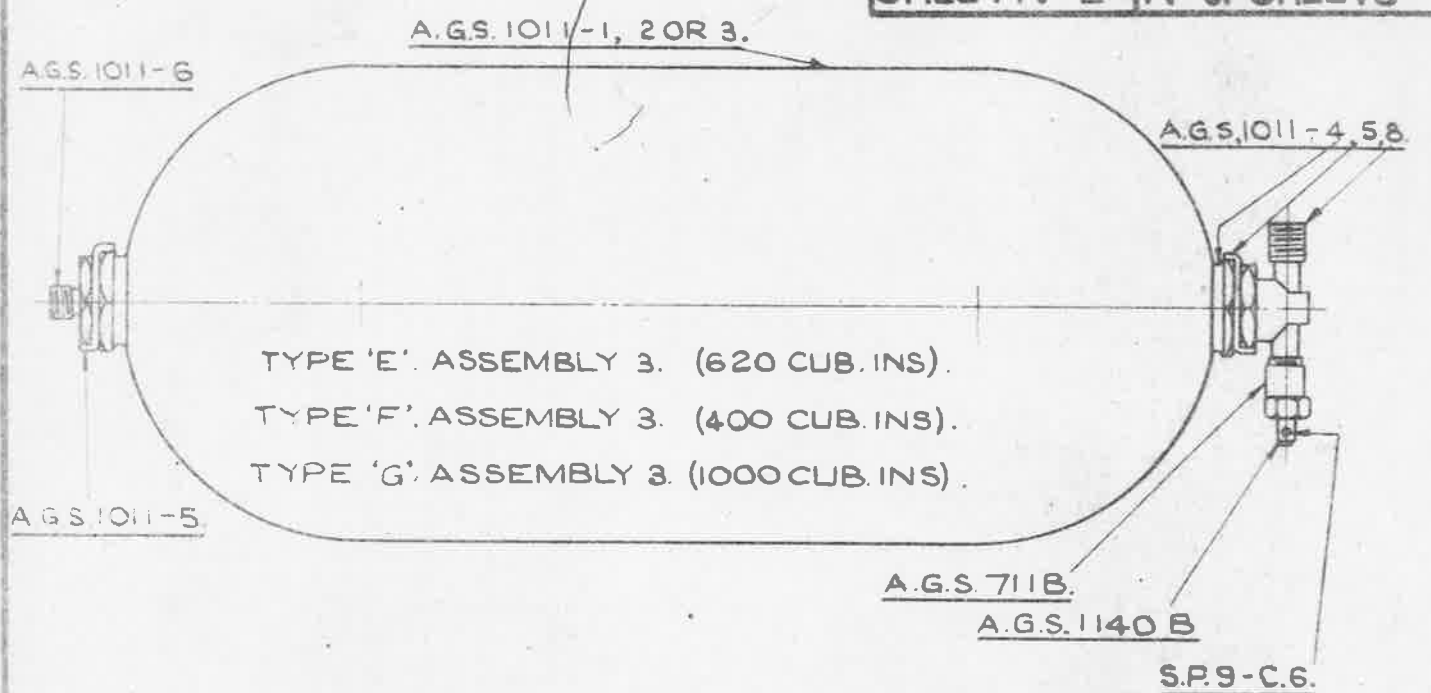 A.G.S. 1011-1, 2 OR 3.
A.G.S. 1011-6
A.G.S. 1011-4, 5, 8.
TYPE 'E'. ASSEMBLY 3. (620 CUB. INS).
TYPE 'F'. ASSEMBLY 3. (400 CUB. INS).
TYPE 'G'. ASSEMBLY 3. (1000 CUB. INS).
A.G.S. 1011-5.
A.G.S. 711B.
A.G.S. 1140 B
S.P. 9-C.6.